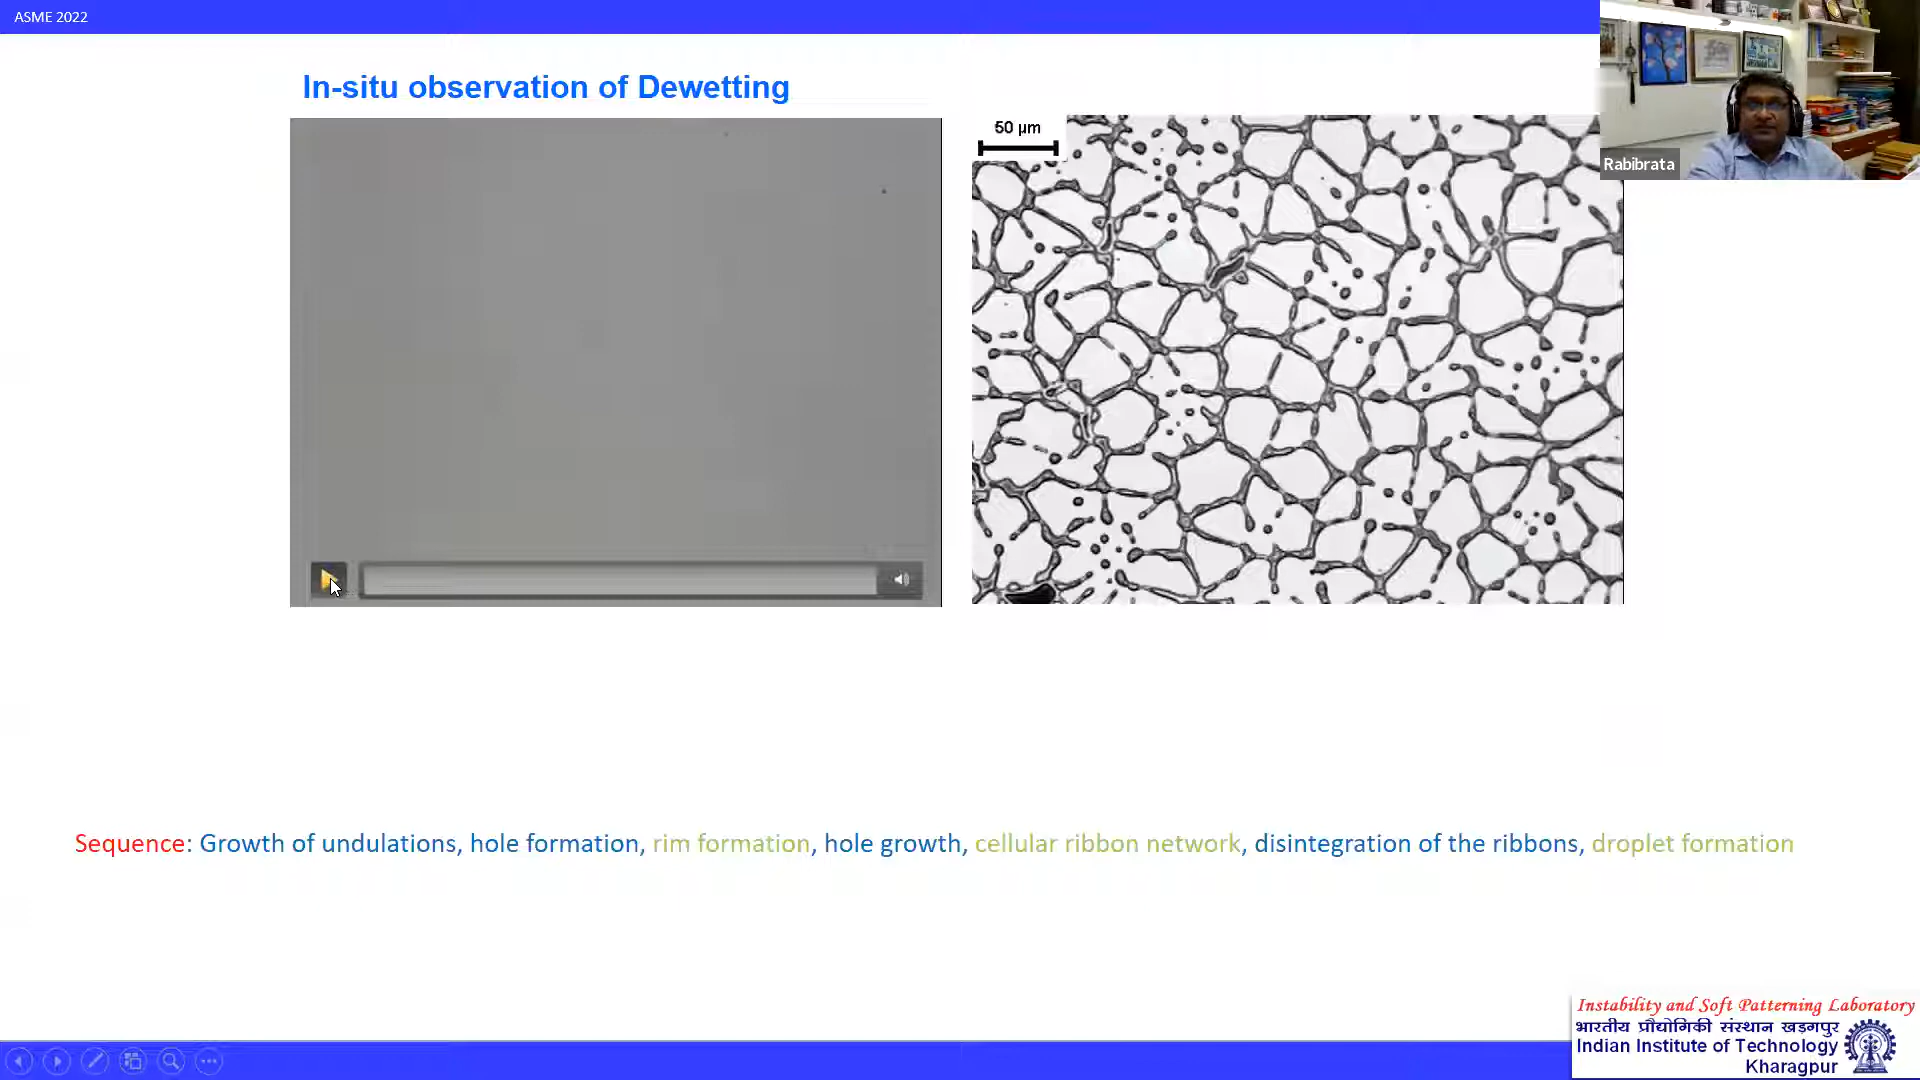 ASME 2022
In-situ observation of Dewetting
50 µm
Rabibrata
Sequence: Growth of undulations, hole formation, rim formation, hole growth, cellular ribbon network, disintegration of the ribbons, droplet formation
Instability and Soft Patterning Laboratory
भारतीय प्रौद्योगिकी संस्थान खड़गपुर
Indian Institute of Technology
Kharagpur